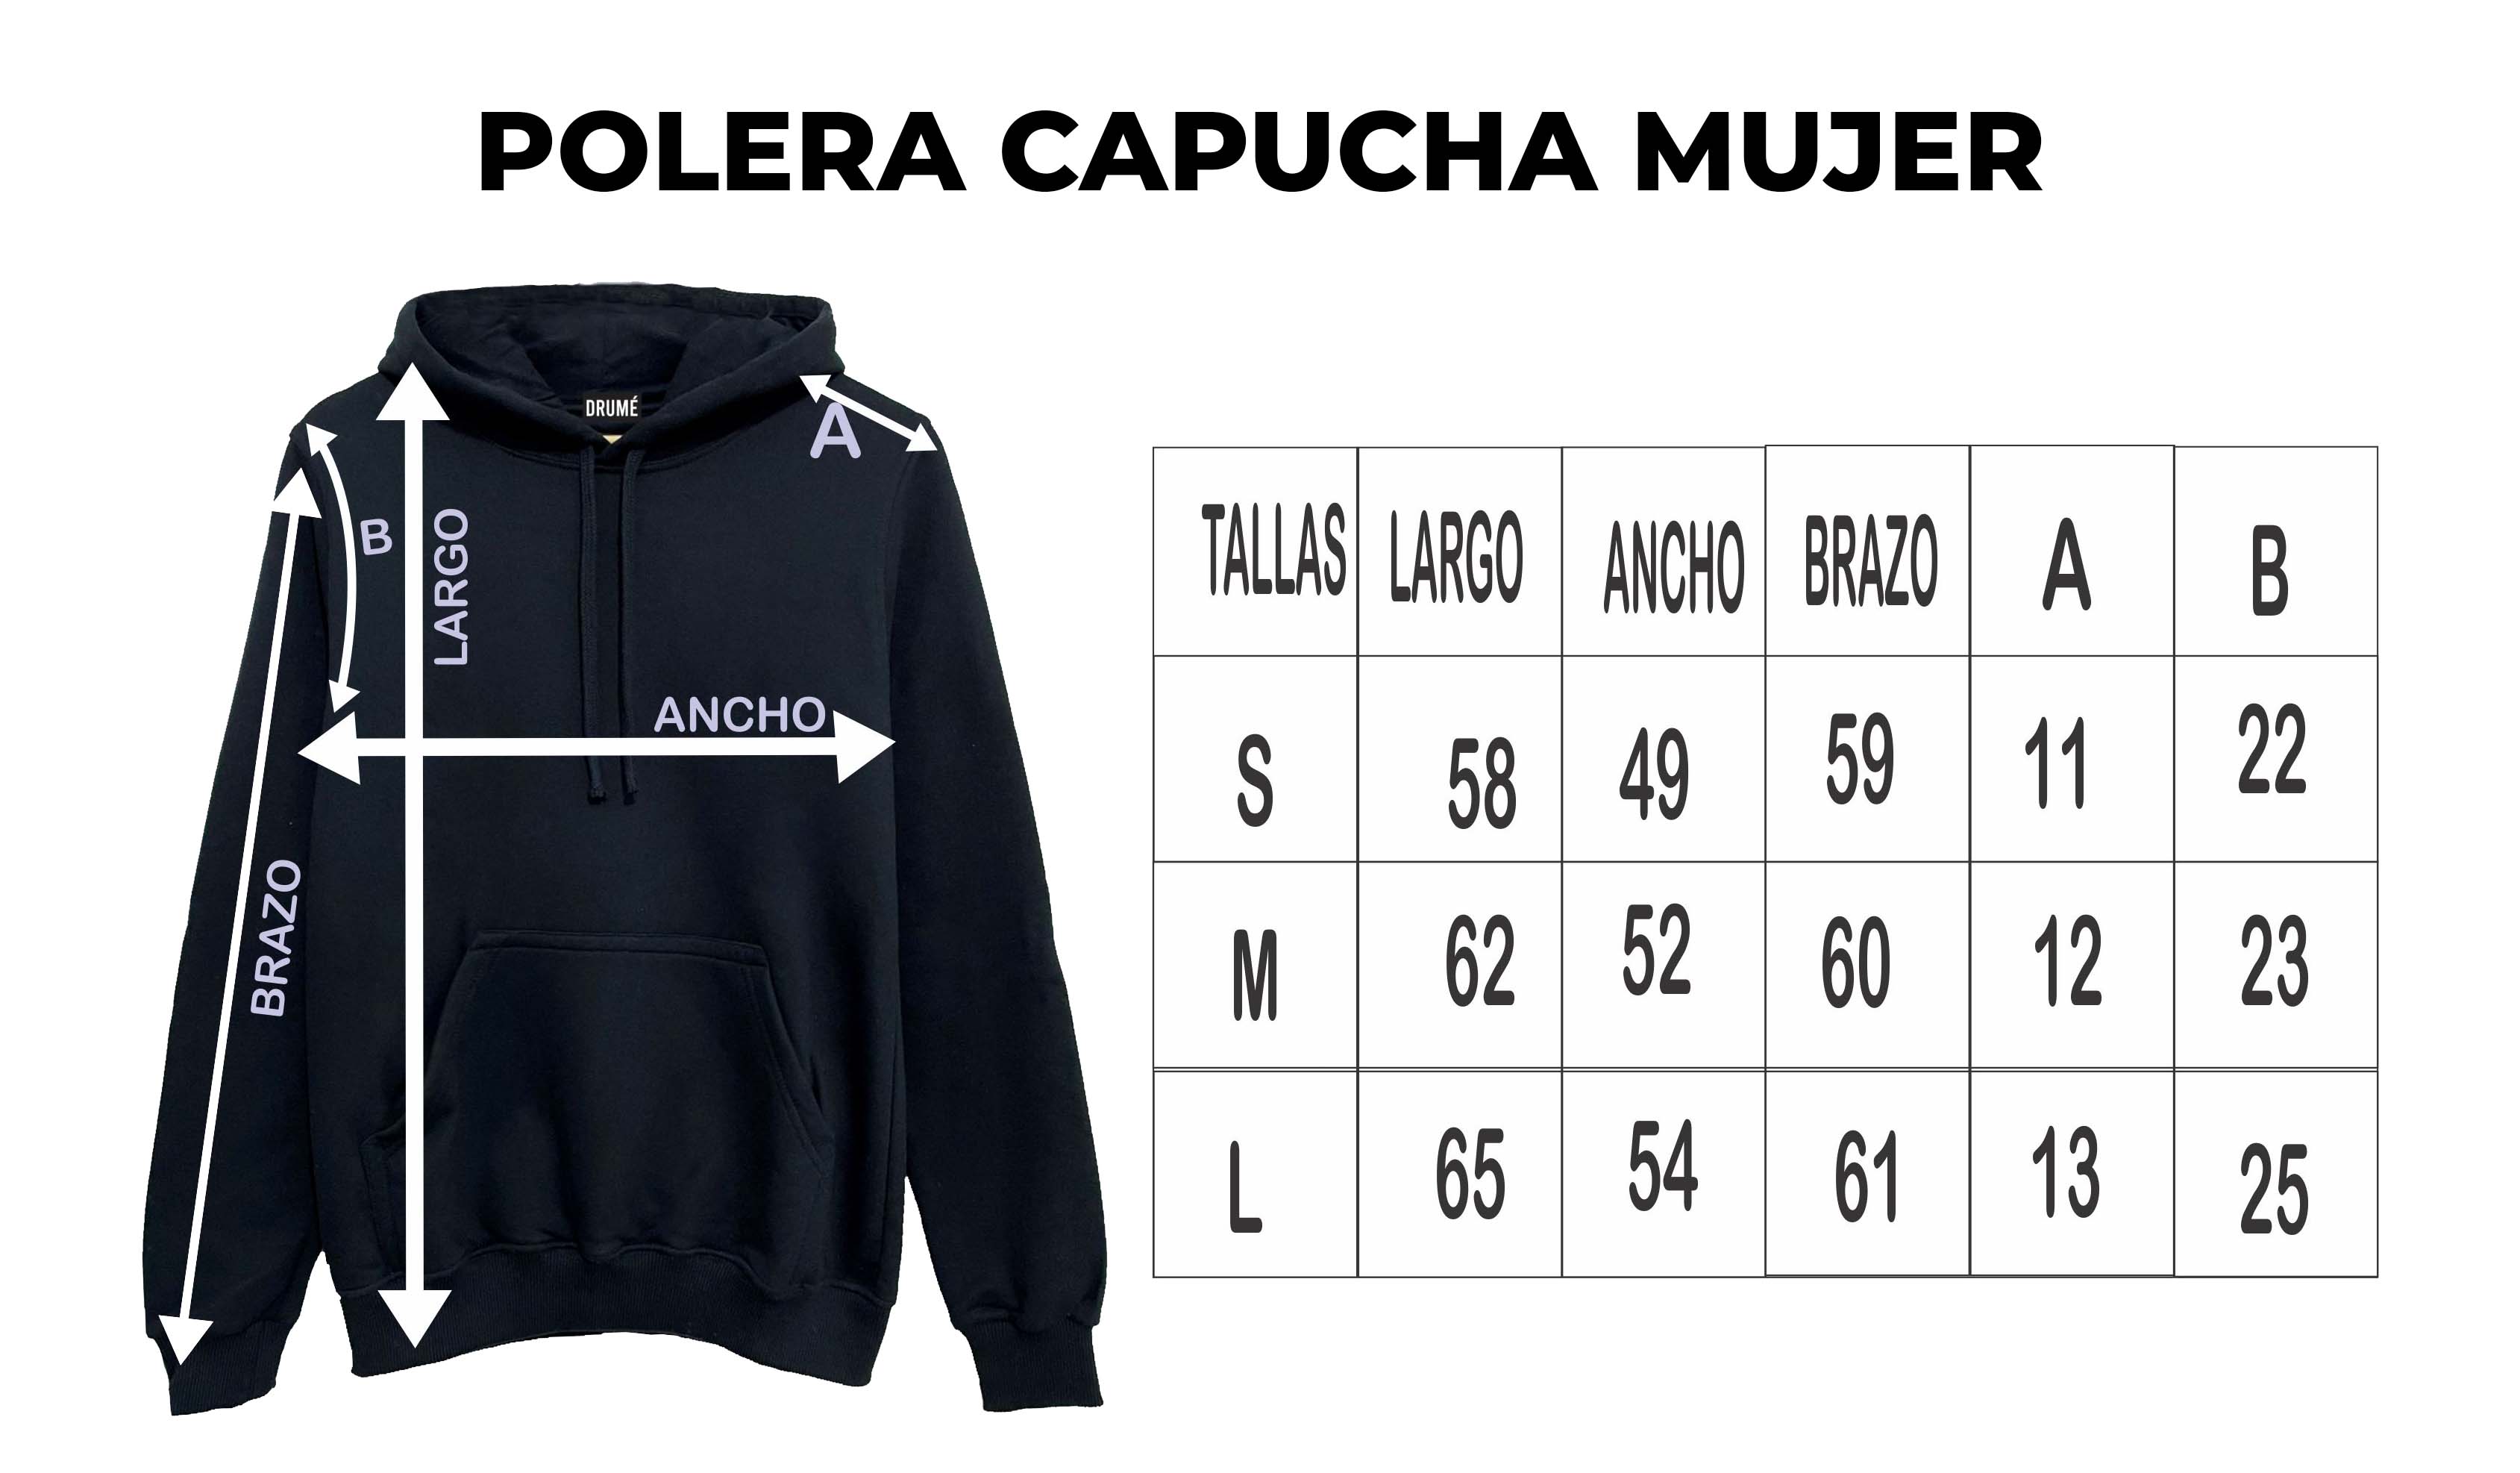 POLERA CAPUCHA MUJER
DRUMÉ
A
B
LARGO
ANCHO
BRAZO
TALLAS LARGO ANCHO BRAZO A B
S 58 49 59 11 22
M 62 52 60 12 23
L 65 54 61 13 25